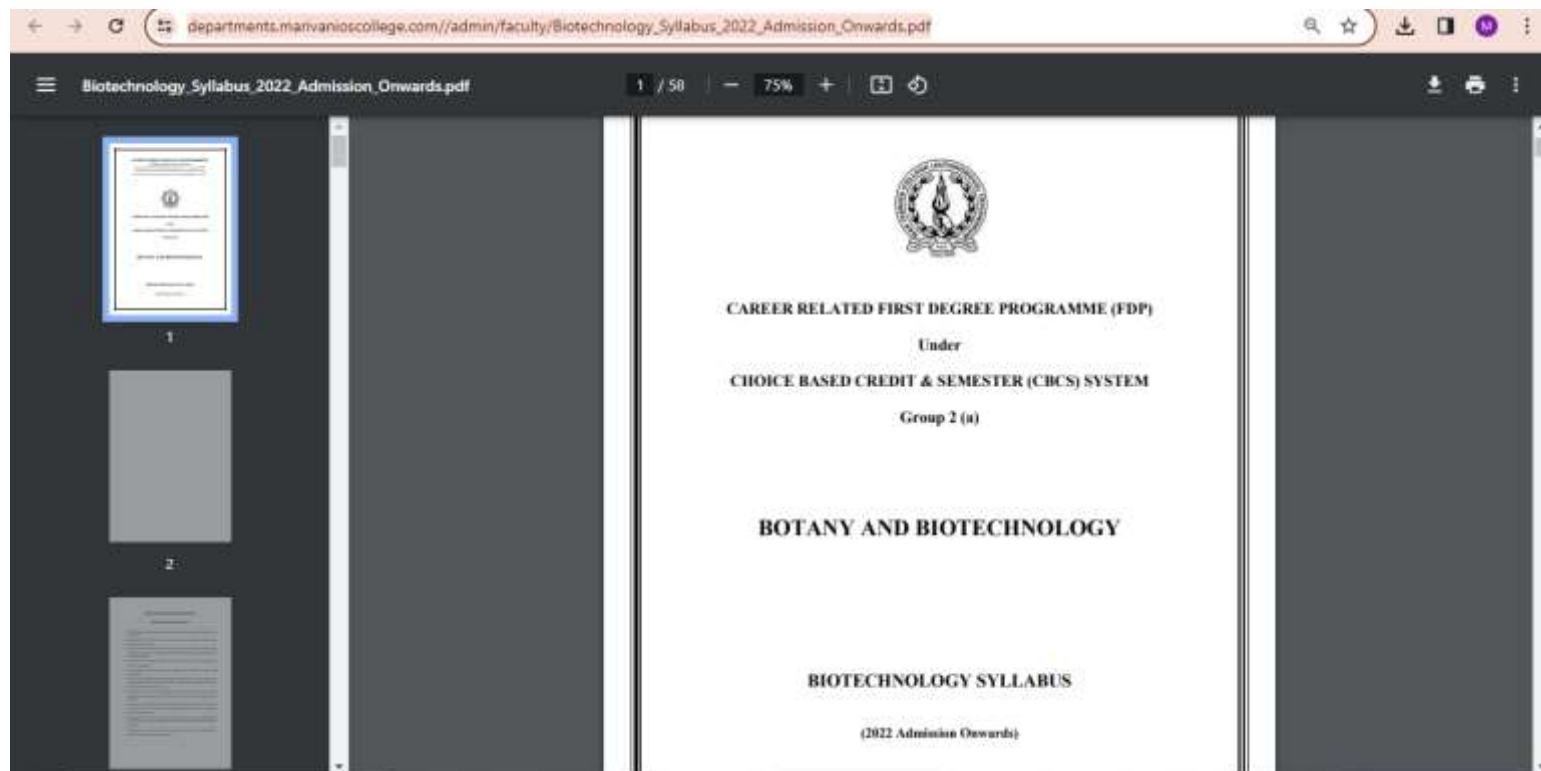 departments.marivanioscollege.com//admin/faculty/Biotechnology_Syllabus_2022_Admission_Onwards.pdf
M
Biotechnology_Syllabus_2022_Admission_Onwards.pdf
1 / 58
75%
1
2
CAREER RELATED FIRST DEGREE PROGRAMME (FDP)
Under
CHOICE BASED CREDIT & SEMESTER (CBCS) SYSTEM
Group 2 (a)
BOTANY AND BIOTECHNOLOGY
BIOTECHNOLOGY SYLLABUS
(2022 Admission Onwards)